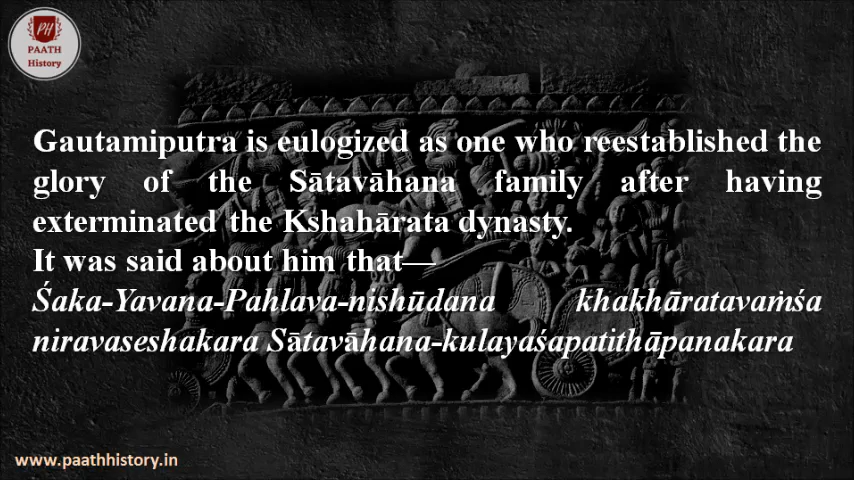 PH
PAATH
History
Gautamiputra is eulogized as one who reestablished the
glory of the Sātavāhana family after having
exterminated the Kshahārata dynasty.
It was said about him that—
Śaka-Yavana-Pahlava-nishūdana khakhāratavaṁśa
niravaseshakara Sātavāhana-kulayaśapatithāpanakara
www.paathhistory.in